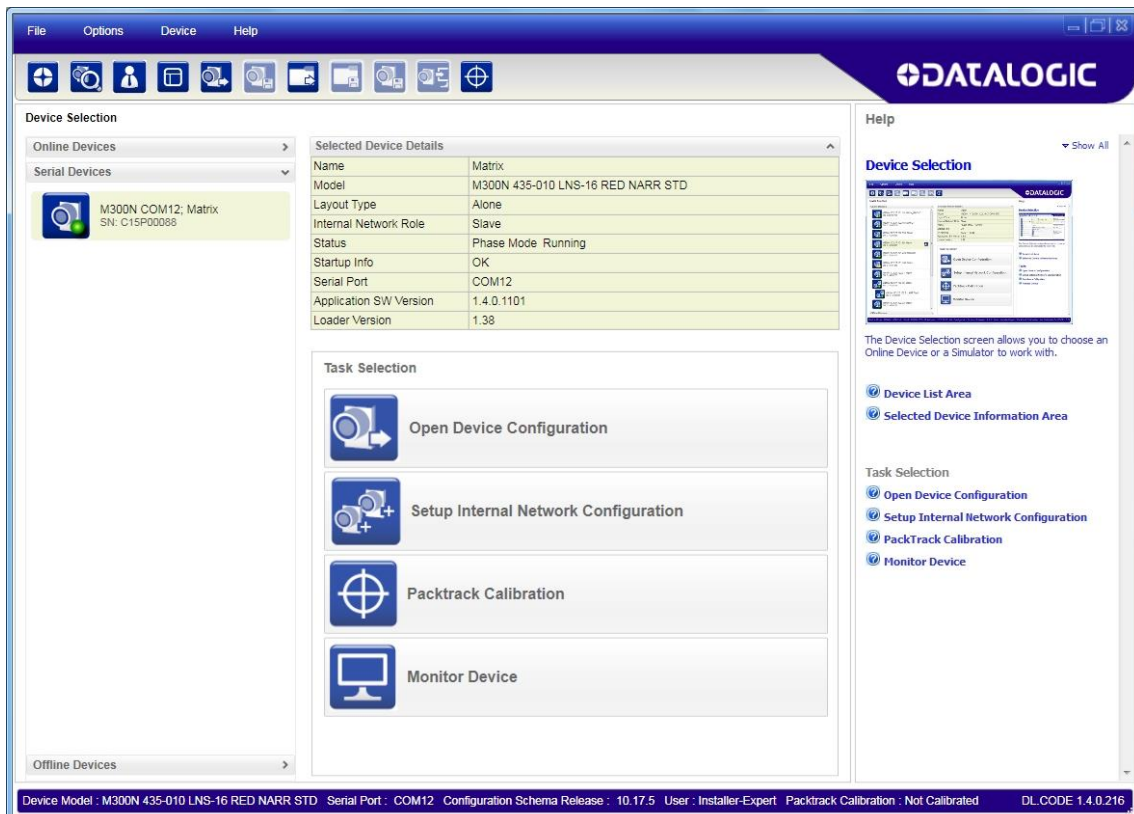 File Options Device Help
DATALOGIC
Device Selection
Online Devices
Serial Devices
M300N COM12; Matrix
SN: C15P00088
Selected Device Details
Name Matrix
Model M300N 435-010 LNS-16 RED NARR STD
Layout Type Alone
Internal Network Role Slave
Status Phase Mode Running
Startup Info OK
Serial Port COM12
Application SW Version 1.4.0.1101
Loader Version 1.38
Task Selection
Open Device Configuration
Setup Internal Network Configuration
Packtrack Calibration
Monitor Device
Offline Devices
Help
Show All
Device Selection
The Device Selection screen allows you to choose an
Online Device or a Simulator to work with.
Device List Area
Selected Device Information Area
Task Selection
Open Device Configuration
Setup Internal Network Configuration
PackTrack Calibration
Monitor Device
Device Model : M300N 435-010 LNS-16 RED NARR STD Serial Port : COM12 Configuration Schema Release : 10.17.5 User : Installer-Expert Packtrack Calibration : Not Calibrated DL.CODE 1.4.0.216